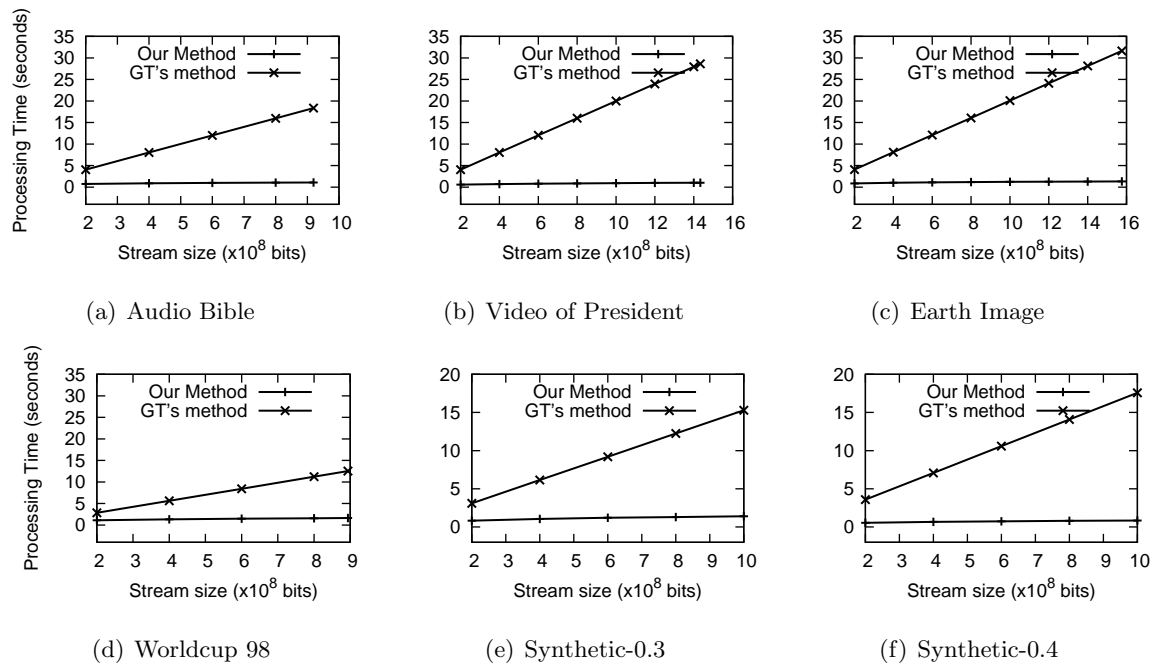 Processing Time (seconds)
35
30
25
20
15
10
5
0
Our Method
GT's method
2 3 4 5 6 7 8 9 10
Stream size (x10^8 bits)
(a) Audio Bible
35
30
25
20
15
10
5
0
Our Method
GT's method
2 4 6 8 10 12 14 16
Stream size (x10^8 bits)
(b) Video of President
35
30
25
20
15
10
5
0
Our Method
GT's method
2 4 6 8 10 12 14 16
Stream size (x10^8 bits)
(c) Earth Image
Processing Time (seconds)
35
30
25
20
15
10
5
0
Our Method
GT's method
2 3 4 5 6 7 8 9
Stream size (x10^8 bits)
(d) Worldcup 98
20
15
10
5
0
Our Method
GT's method
2 3 4 5 6 7 8 9 10
Stream size (x10^8 bits)
(e) Synthetic-0.3
20
15
10
5
0
Our Method
GT's method
2 3 4 5 6 7 8 9 10
Stream size (x10^8 bits)
(f) Synthetic-0.4